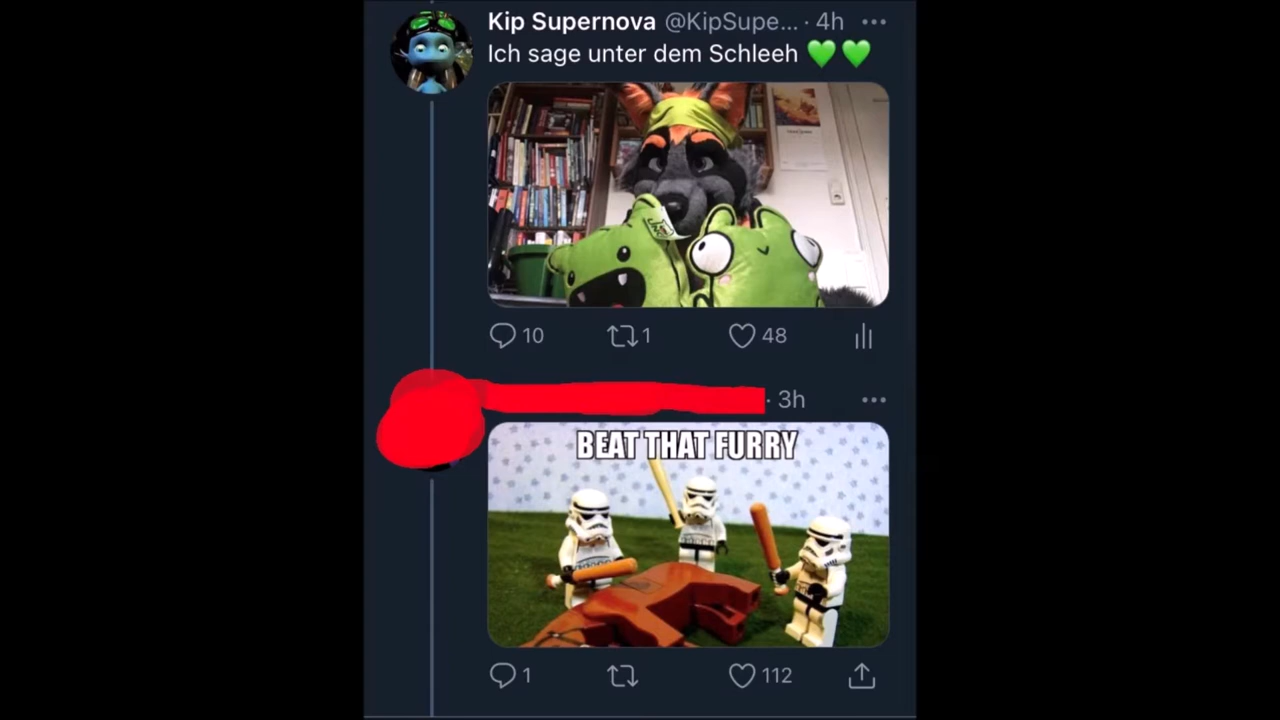 Kip Supernova @KipSupe... · 4h
Ich sage unter dem Schleeh 💚💚
10 1 48
· 3h
BEAT THAT FURRY
1 112